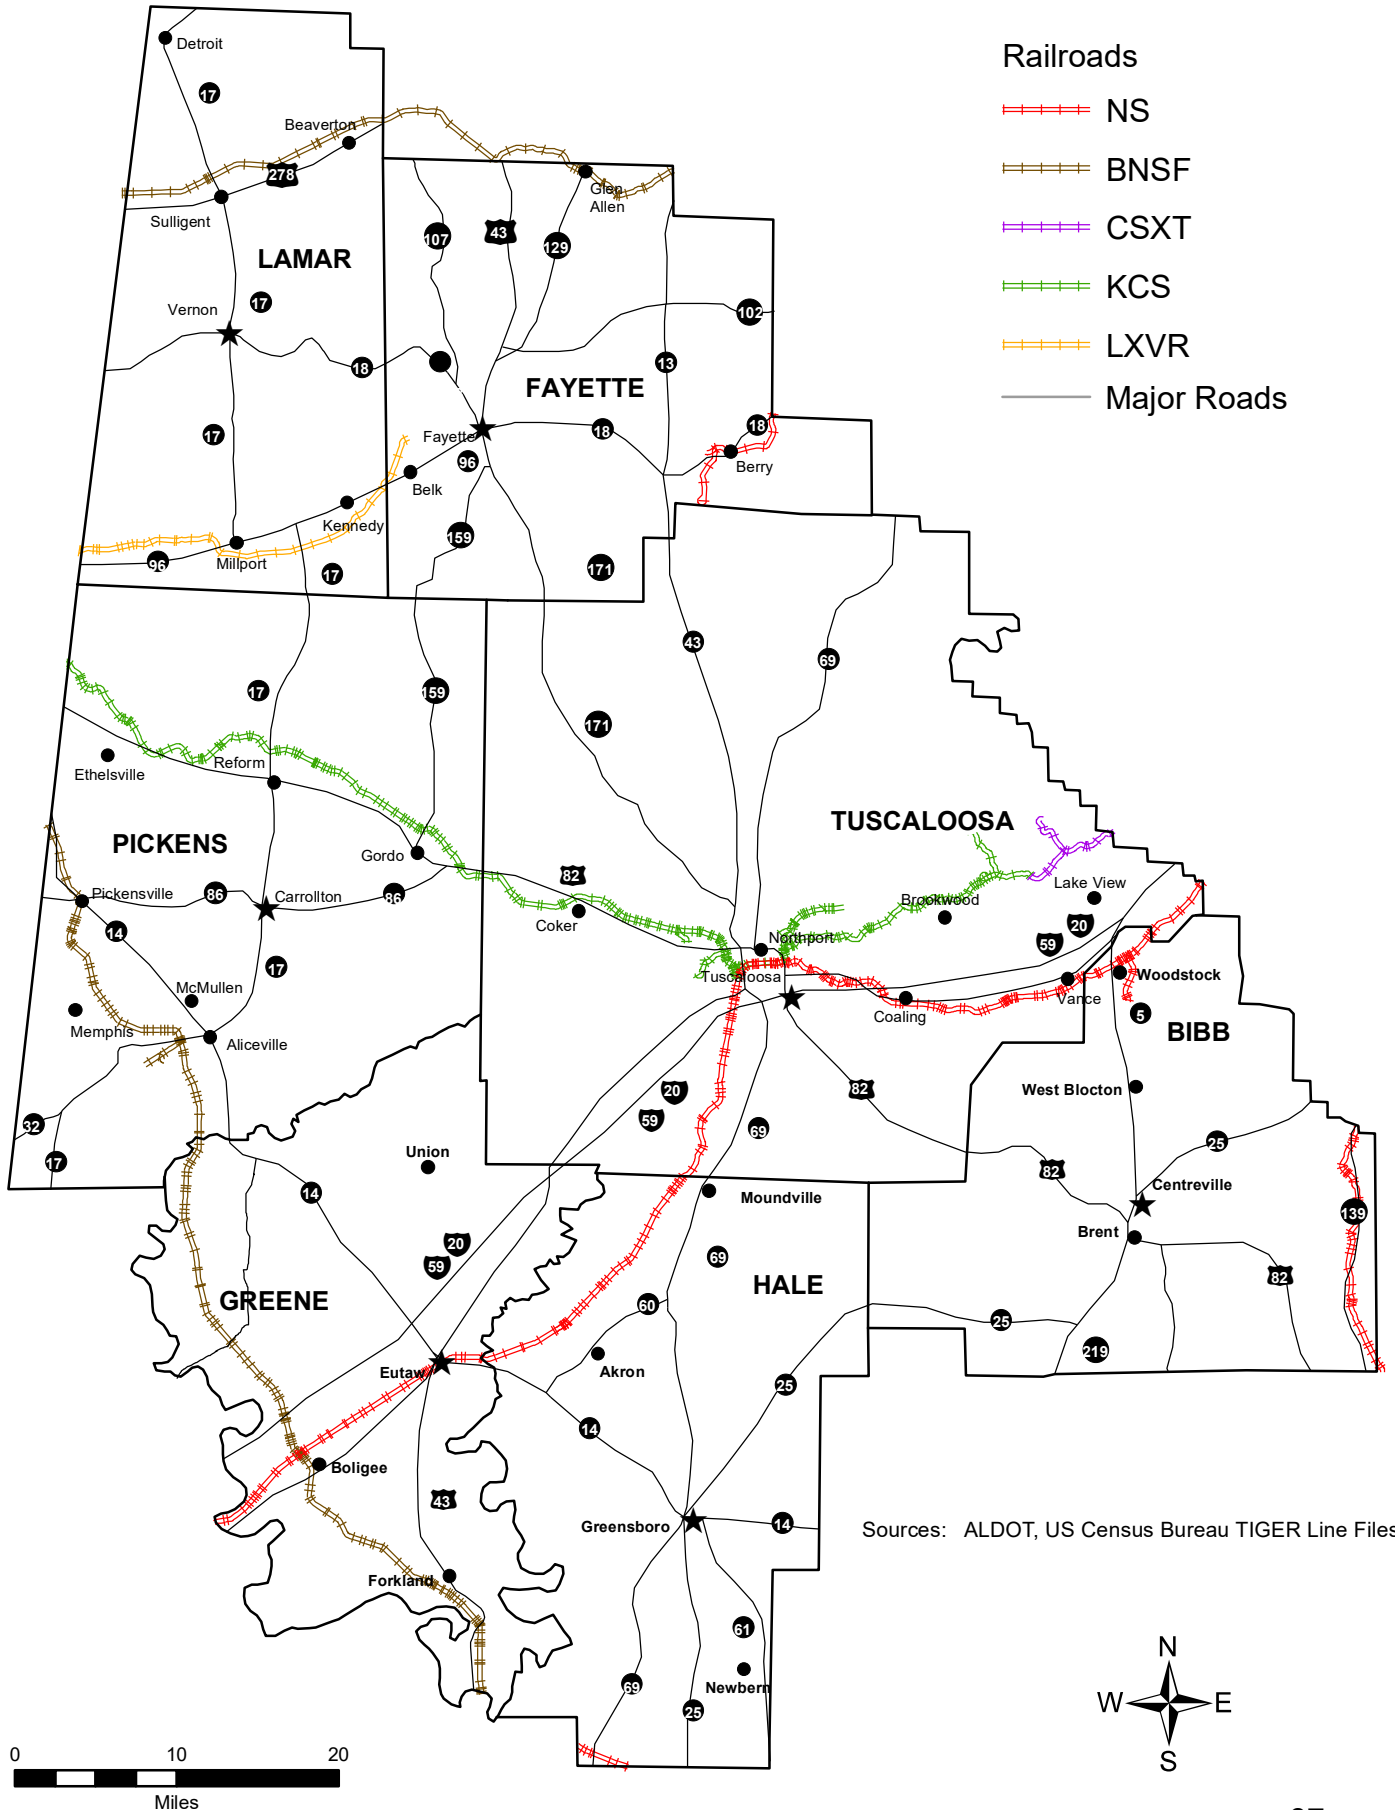 Railroads
NS
BNSF
CSXT
KCS
LXVR
Major Roads
Detroit
17
Beaverton
278
Sulligent
Glen
Allen
107
43
129
LAMAR
Vernon
17
102
18
13
FAYETTE
17
Fayette
18
18
96
Berry
Belk
Kennedy
159
96
Millport
17
171
43
69
17
159
171
Ethelsville
Reform
TUSCALOOSA
PICKENS
Gordo
82
Pickensville
86
Carrollton
86
Lake View
Brookwood
Coker
20
59
14
Northport
17
Tuscaloosa
Woodstock
McMullen
Vance
Coaling
Memphis
5
Aliceville
BIBB
20
59
82
West Blocton
32
69
25
Union
17
82
14
Centreville
Moundville
139
Brent
20
59
69
HALE
82
GREENE
60
25
219
Akron
Eutaw
25
14
Boligee
43
Greensboro
14
Sources: ALDOT, US Census Bureau TIGER Line Files
Forkland
61
69
Newbern
25
N
W
E
S
0
10
20
Miles